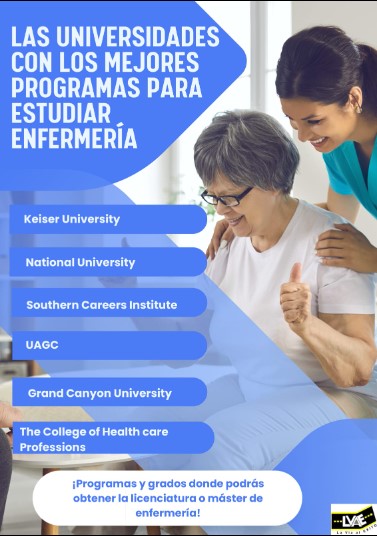 LAS UNIVERSIDADES
CON LOS MEJORES
PROGRAMAS PARA
ESTUDIAR
ENFERMERÍA
Keiser University
National University
Southern Careers Institute
UAGC
Grand Canyon University
The College of Health care
Professions
¡Programas y grados donde podrás
obtener la licenciatura o máster de
enfermería!
LVAE